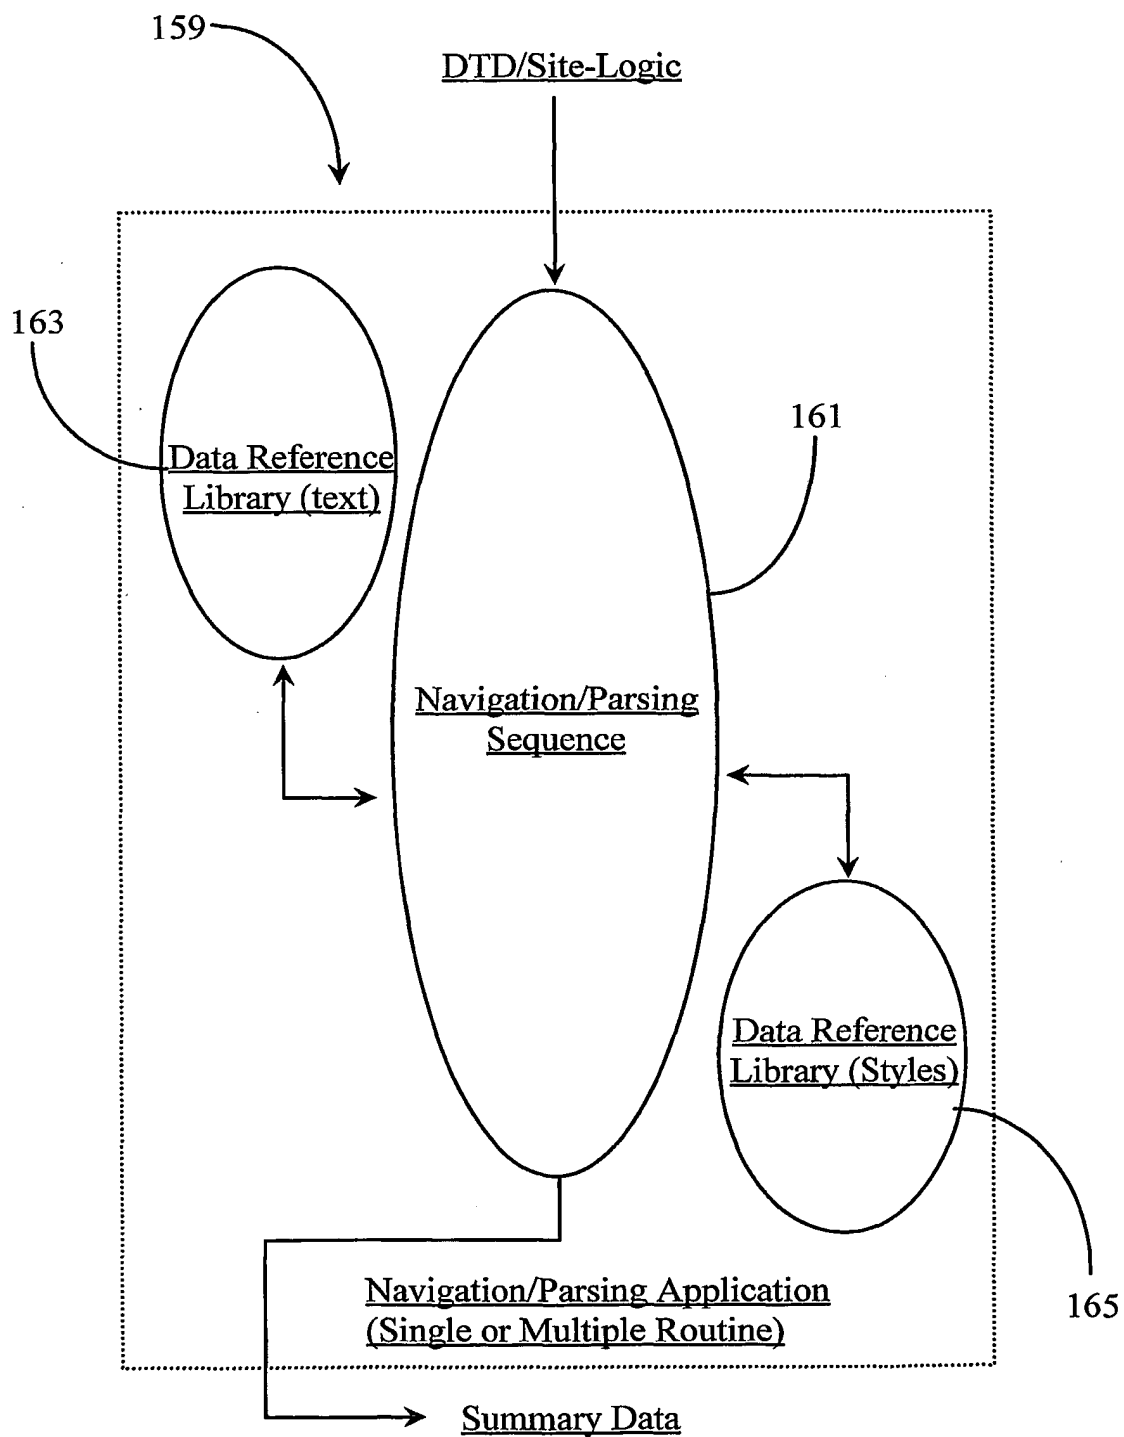 159
DTD/Site-Logic
163
161
Data Reference
Library (text)
Navigation/Parsing
Sequence
Data Reference
Library (Styles)
Navigation/Parsing Application
(Single or Multiple Routine)
165
Summary Data